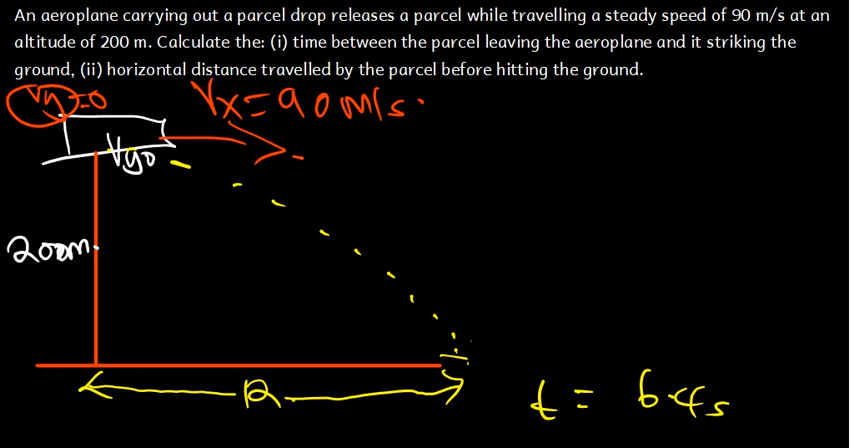 An aeroplane carrying out a parcel drop releases a parcel while travelling a steady speed of 90 m/s at an
altitude of 200 m. Calculate the: (i) time between the parcel leaving the aeroplane and it striking the
ground, (ii) horizontal distance travelled by the parcel before hitting the ground.
Vy=0
Vx=90m/s.
Vyo
200m.
R
t = 6.4s